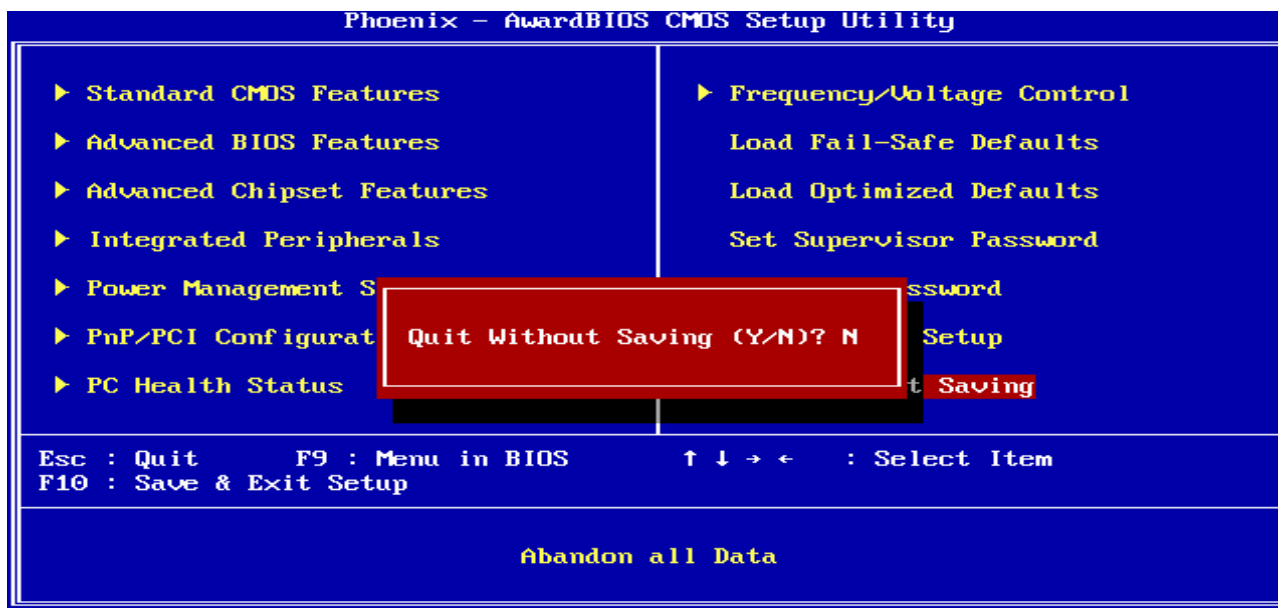 Phoenix - AwardBIOS CMOS Setup Utility
▶ Standard CMOS Features
▶ Advanced BIOS Features
▶ Advanced Chipset Features
▶ Integrated Peripherals
▶ Power Management S
▶ PnP/PCI Configurat
▶ PC Health Status
▶ Frequency/Voltage Control
Load Fail-Safe Defaults
Load Optimized Defaults
Set Supervisor Password
ssword
Setup
t Saving
Quit Without Saving (Y/N)? N
Esc : Quit F9 : Menu in BIOS ↑ ↓ → ← : Select Item
F10 : Save & Exit Setup
Abandon all Data